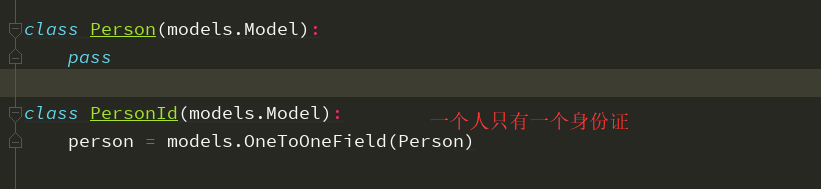 class Person(models.Model):
    pass
class PersonId(models.Model):
一个人只有一个身份证
    person = models.OneToOneField(Person)